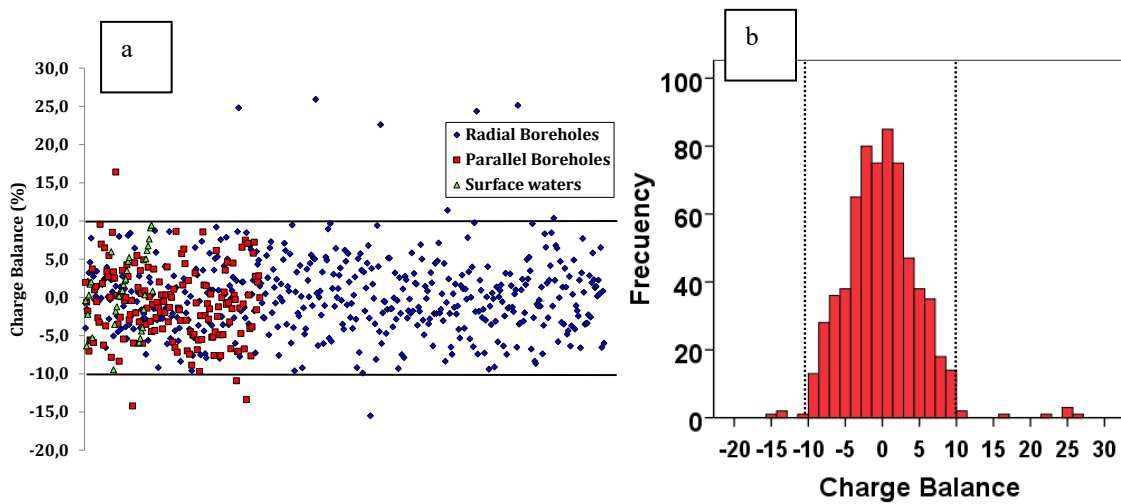 a
30,0
25,0
20,0
15,0
10,0
5,0
0,0
-5,0
-10,0
-15,0
-20,0
Charge Balance (%)
Radial Boreholes
Parallel Boreholes
Surface waters
b
100
80
60
40
20
0
Frecuency
-20 -15 -10 -5 0 5 10 15 20 25 30
Charge Balance